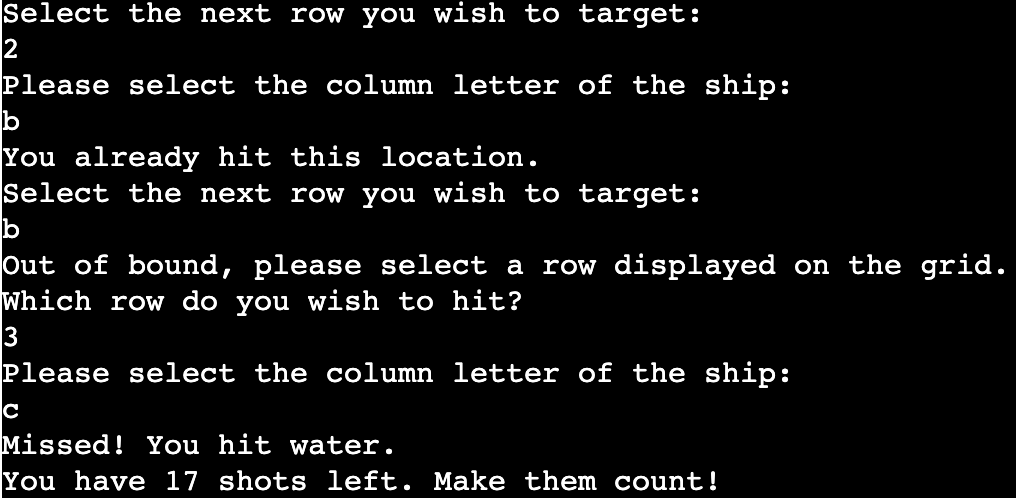 Select the next row you wish to target:
2
Please select the column letter of the ship:
b
You already hit this location.
Select the next row you wish to target:
b
Out of bound, please select a row displayed on the grid.
Which row do you wish to hit?
3
Please select the column letter of the ship:
c
Missed! You hit water.
You have 17 shots left. Make them count!